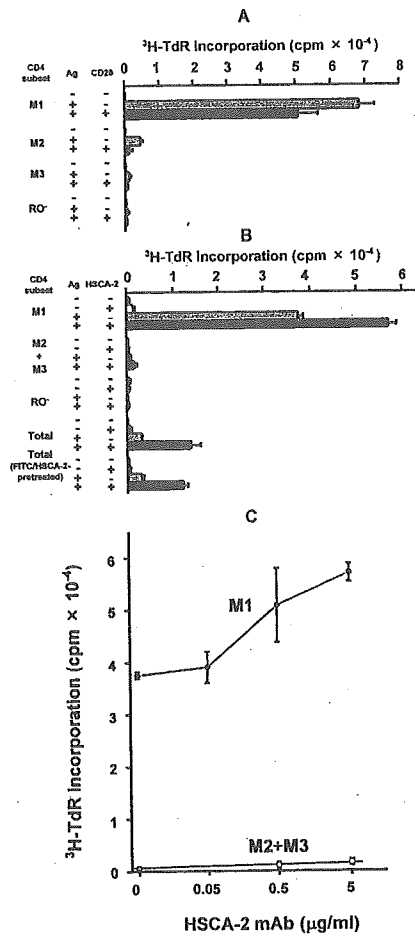 A
³H-TdR Incorporation (cpm × 10⁻⁴)
CD4 subset Ag CD28 0 1 2 3 4 5 6 7 8
- -
M1 + -
+ +
- -
M2 + -
+ +
- -
M3 + -
+ +
- -
RO⁻ + -
+ +
B
³H-TdR Incorporation (cpm × 10⁻⁴)
CD4 subset Ag HSCA-2 0 1 2 3 4 5 6
- -
- +
M1 + -
+ +
M2 - -
+ - +
M3 + -
+ +
- -
- +
RO⁻ + -
+ +
- -
- +
Total + -
+ +
Total - -
(FITC/HSCA-2- - +
pretreated) + -
+ +
C
³H-TdR Incorporation (cpm × 10⁻⁴)
6
5
4
3
2
1
0
M1
M2+M3
0 0.05 0.5 5
HSCA-2 mAb (μg/ml)